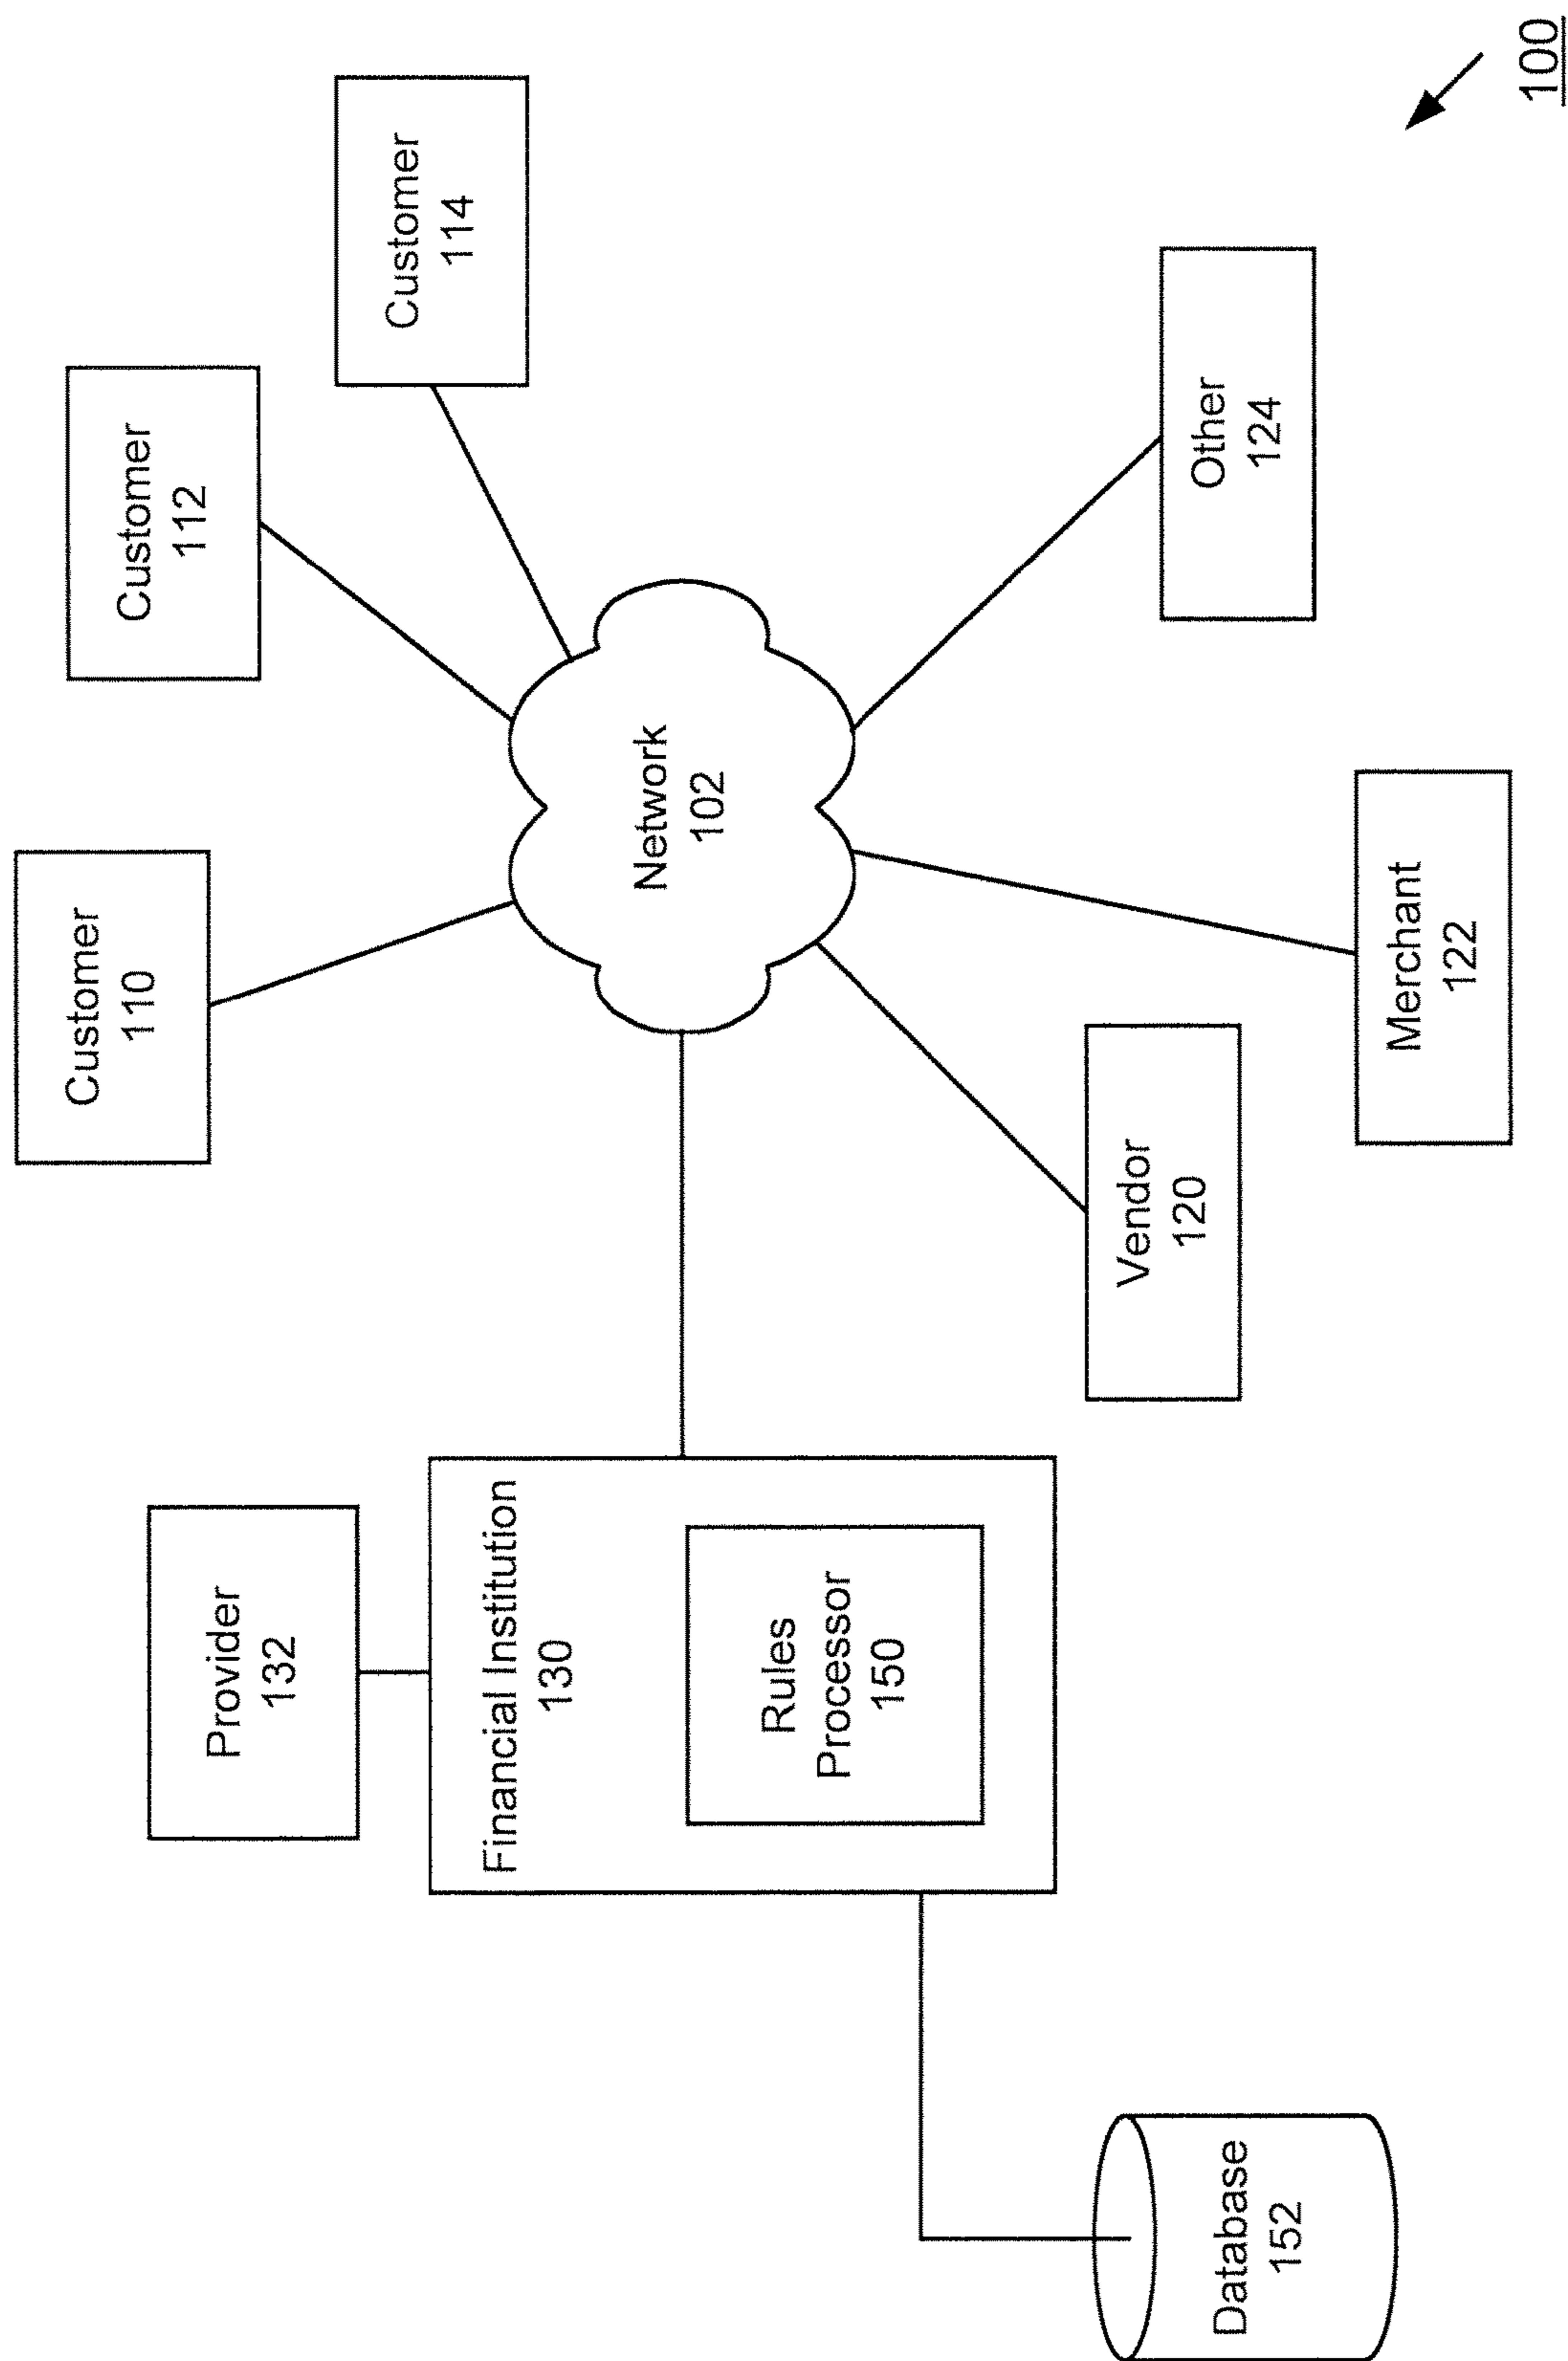 Customer
110
Customer
112
Customer
114
Provider
132
Financial Institution
130
Rules
Processor
150
Network
102
Database
152
Vendor
120
Merchant
122
Other
124
100